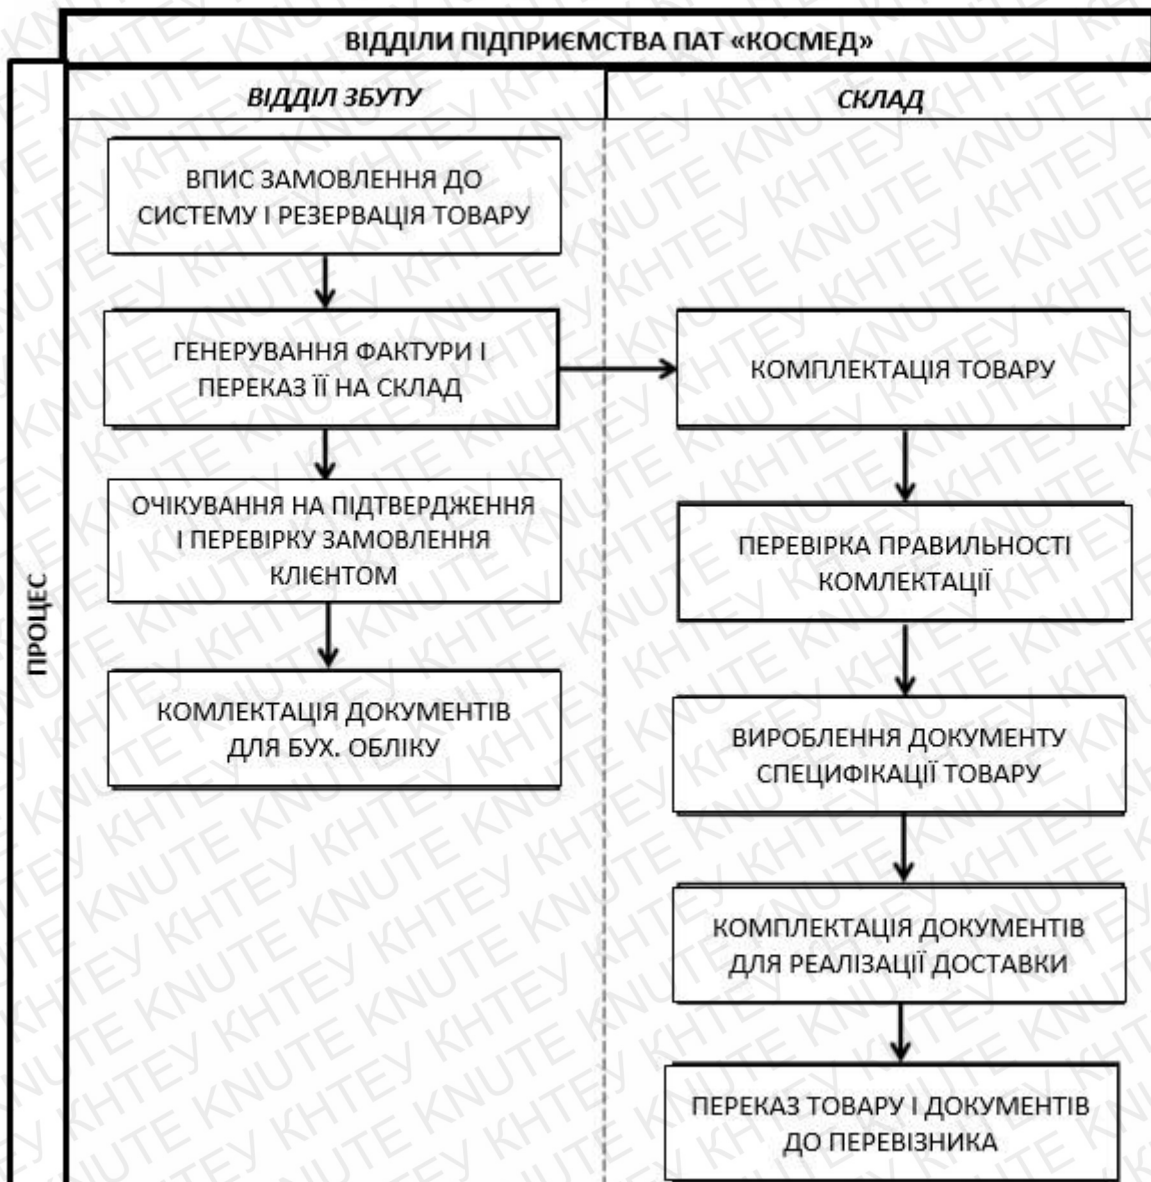 ВІДДІЛИ ПІДПРИЄМСТВА ПАТ «КОСМЕД»
ПРОЦЕС
ВІДДІЛ ЗБУТУ
СКЛАД
ВПИС ЗАМОВЛЕННЯ ДО
СИСТЕМУ І РЕЗЕРВАЦІЯ ТОВАРУ
ГЕНЕРУВАННЯ ФАКТУРИ І
ПЕРЕКАЗ ЇЇ НА СКЛАД
ОЧІКУВАННЯ НА ПІДТВЕРДЖЕННЯ
І ПЕРЕВІРКУ ЗАМОВЛЕННЯ
КЛІЄНТОМ
КОМЛЕКТАЦІЯ ДОКУМЕНТІВ
ДЛЯ БУХ. ОБЛІКУ
КОМПЛЕКТАЦІЯ ТОВАРУ
ПЕРЕВІРКА ПРАВИЛЬНОСТІ
КОМЛЕКТАЦІЇ
ВИРОБЛЕННЯ ДОКУМЕНТУ
СПЕЦИФІКАЦІЇ ТОВАРУ
КОМПЛЕКТАЦІЯ ДОКУМЕНТІВ
ДЛЯ РЕАЛІЗАЦІЇ ДОСТАВКИ
ПЕРЕКАЗ ТОВАРУ І ДОКУМЕНТІВ
ДО ПЕРЕВІЗНИКА
КНТЕУ KNUTE